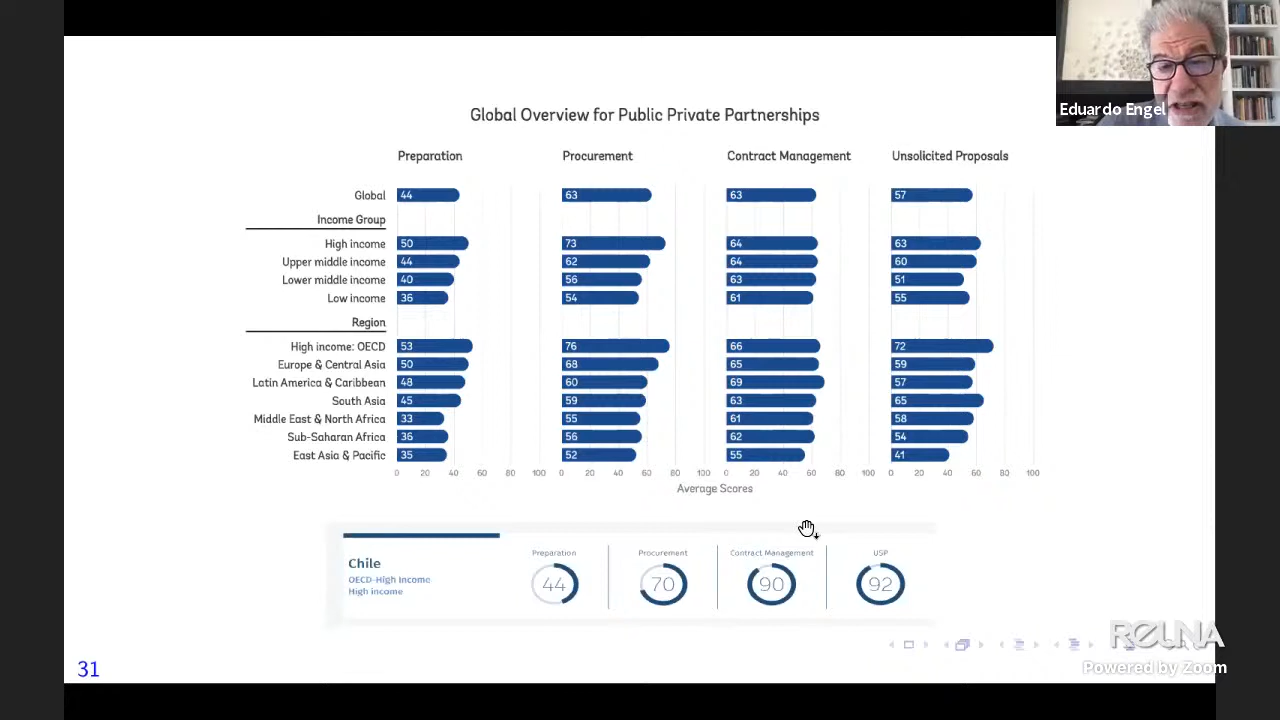 Eduardo Engel
Global Overview for Public Private Partnerships
Preparation Procurement Contract Management Unsolicited Proposals
Global 44 63 63 57
Income Group
High income 50 73 64 63
Upper middle income 44 62 64 60
Lower middle income 40 56 63 51
Low income 36 54 61 55
Region
High income: OECD 53 76 66 72
Europe & Central Asia 50 68 65 59
Latin America & Caribbean 48 60 69 57
South Asia 45 59 63 65
Middle East & North Africa 33 55 61 58
Sub-Saharan Africa 36 56 62 54
East Asia & Pacific 35 52 55 41
0 20 40 60 80 100 0 20 40 60 80 100 0 20 40 60 80 100 0 20 40 60 80 100
Average Scores
Preparation Procurement Contract Management USP
Chile
OECD-High Income
High income
44 70 90 92
REUNA
Powered by Zoom
31